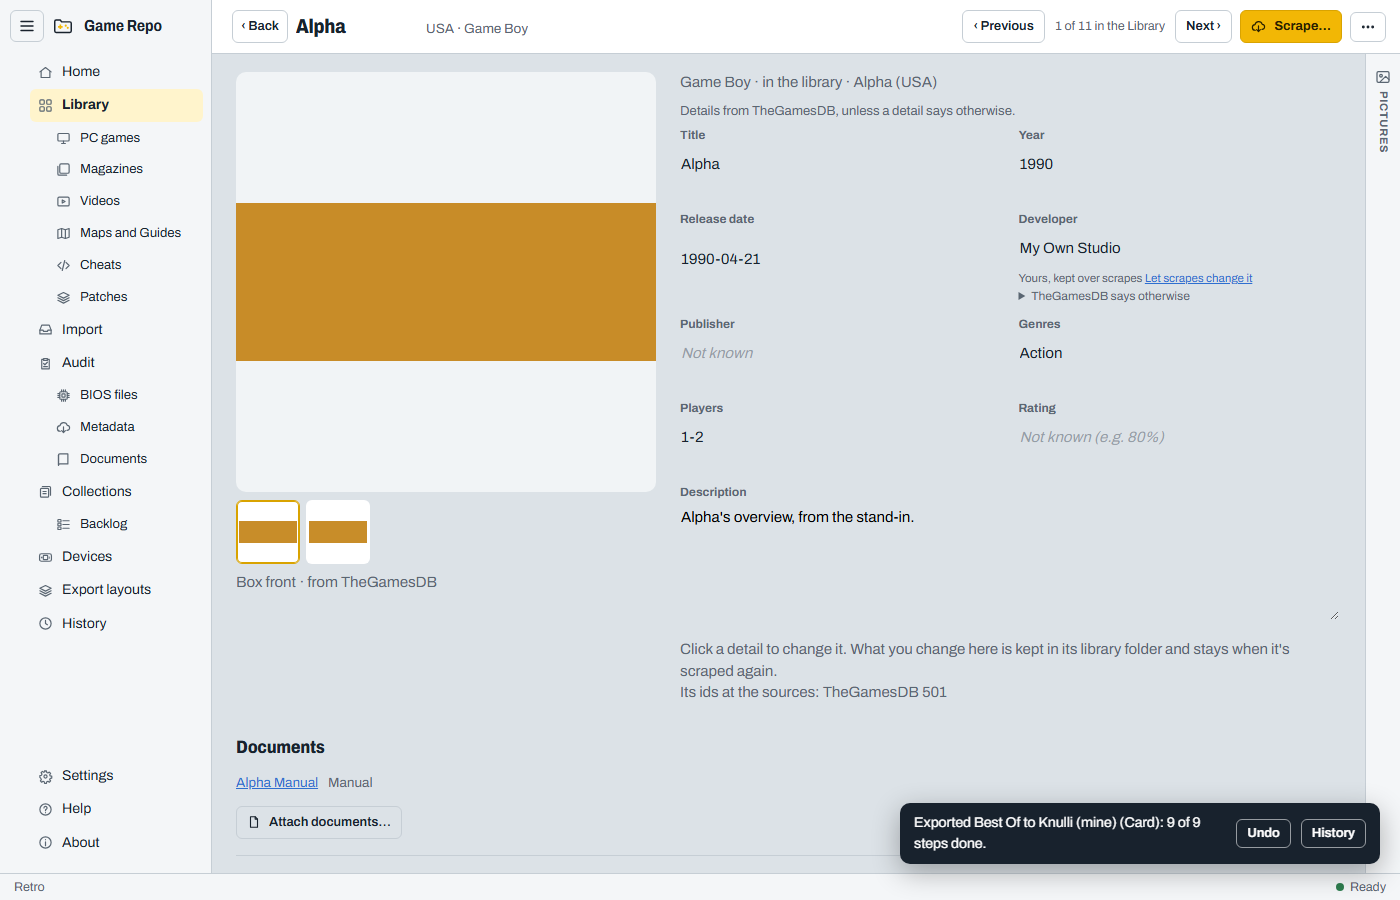 Game Repo
Home
Library
PC games
Magazines
Videos
Maps and Guides
Cheats
Patches
Import
Audit
BIOS files
Metadata
Documents
Collections
Backlog
Devices
Export layouts
History
Settings
Help
About
‹ Back
Alpha
USA · Game Boy
‹ Previous
1 of 11 in the Library
Next ›
Scrape...
PICTURES
Game Boy · in the library · Alpha (USA)
Details from TheGamesDB, unless a detail says otherwise.
Title
Alpha
Year
1990
Release date
1990-04-21
Developer
My Own Studio
Yours, kept over scrapes Let scrapes change it
TheGamesDB says otherwise
Publisher
Not known
Genres
Action
Players
1-2
Rating
Not known (e.g. 80%)
Description
Alpha's overview, from the stand-in.
Box front · from TheGamesDB
Click a detail to change it. What you change here is kept in its library folder and stays when it's
scraped again.
Its ids at the sources: TheGamesDB 501
Documents
Alpha Manual Manual
Attach documents...
Exported Best Of to Knulli (mine) (Card): 9 of 9
steps done.
Undo
History
Retro
Ready